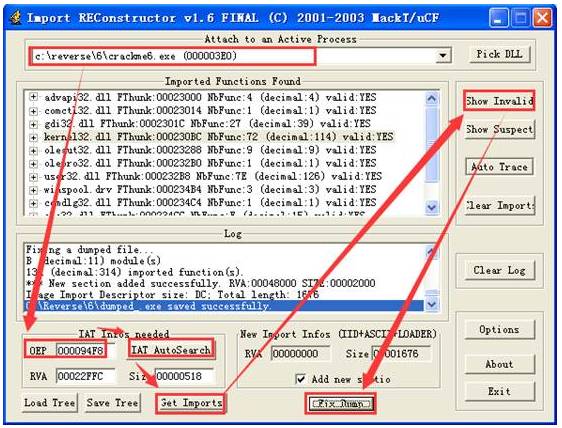 Import REConstructor v1.6 FINAL (C) 2001-2003 MackT/uCF
Attach to an Active Process
c:\reverse\6\crackme6.exe (000003E0)
Pick DLL
Imported Functions Found
advapi32.dll FThunk:00023000 NbFunc:4 (decimal:4) valid:YES
comctl32.dll FThunk:00023014 NbFunc:1 (decimal:1) valid:YES
gdi32.dll FThunk:0002301C NbFunc:27 (decimal:39) valid:YES
kernel32.dll FThunk:000230BC NbFunc:72 (decimal:114) valid:YES
oleaut32.dll FThunk:00023288 NbFunc:9 (decimal:9) valid:YES
olepro32.dll FThunk:000232B0 NbFunc:1 (decimal:1) valid:YES
user32.dll FThunk:000232B8 NbFunc:7E (decimal:126) valid:YES
winspool.drv FThunk:000234B4 NbFunc:3 (decimal:3) valid:YES
comdlg32.dll FThunk:000234C4 NbFunc:1 (decimal:1) valid:YES
Show Invalid
Show Suspect
Auto Trace
Clear Imports
Log
Fixing a dumped file...
B (decimal:11) module(s)
13A (decimal:314) imported function(s).
*** New section added successfully. RVA:00048000 SIZE:00002000
Image Import Descriptor size: DC; Total length: 1676
C:\Reverse\6\dumped_.exe saved successfully.
Clear Log
IAT Infos needed
New Import Infos (IID+ASCII+LOADER)
OEP 000094F8 IAT AutoSearch
RVA 00000000 Size 00001676
RVA 00022FFC Size 00000518
Add new sectio
Load Tree Save Tree Get Imports
Fix Dump
Options
About
Exit